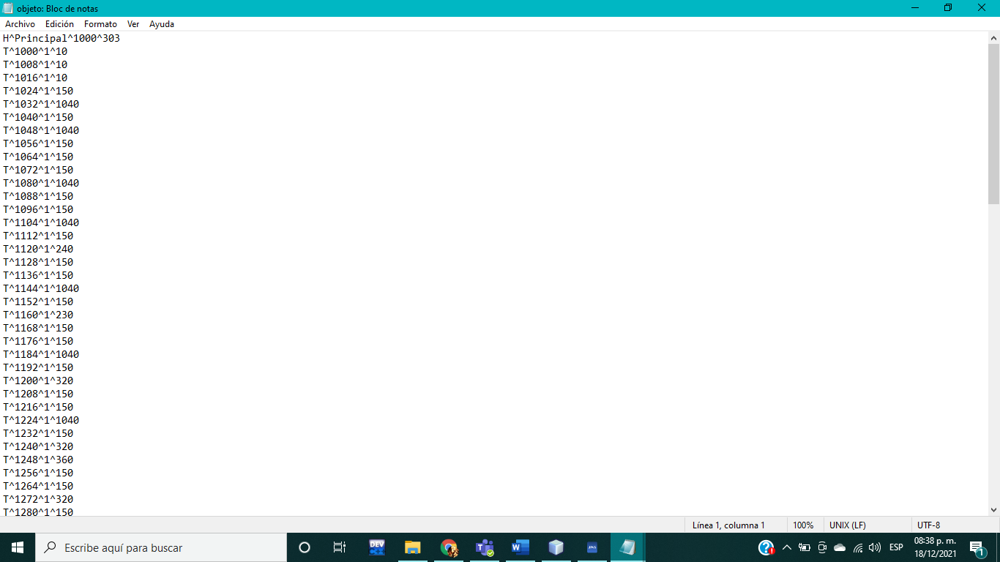 objeto: Bloc de notas
Archivo Edición Formato Ver Ayuda
H^Principal^1000^303
T^1000^1^10
T^1008^1^10
T^1016^1^10
T^1024^1^150
T^1032^1^1040
T^1040^1^150
T^1048^1^1040
T^1056^1^150
T^1064^1^150
T^1072^1^150
T^1080^1^1040
T^1088^1^150
T^1096^1^150
T^1104^1^1040
T^1112^1^150
T^1120^1^240
T^1128^1^150
T^1136^1^150
T^1144^1^1040
T^1152^1^150
T^1160^1^230
T^1168^1^150
T^1176^1^150
T^1184^1^1040
T^1192^1^150
T^1200^1^320
T^1208^1^150
T^1216^1^150
T^1224^1^1040
T^1232^1^150
T^1240^1^320
T^1248^1^360
T^1256^1^150
T^1264^1^150
T^1272^1^320
T^1280^1^150
Línea 1, columna 1 100% UNIX (LF) UTF-8
Escribe aquí para buscar DEV ESP 08:38 p. m.
18/12/2021 1